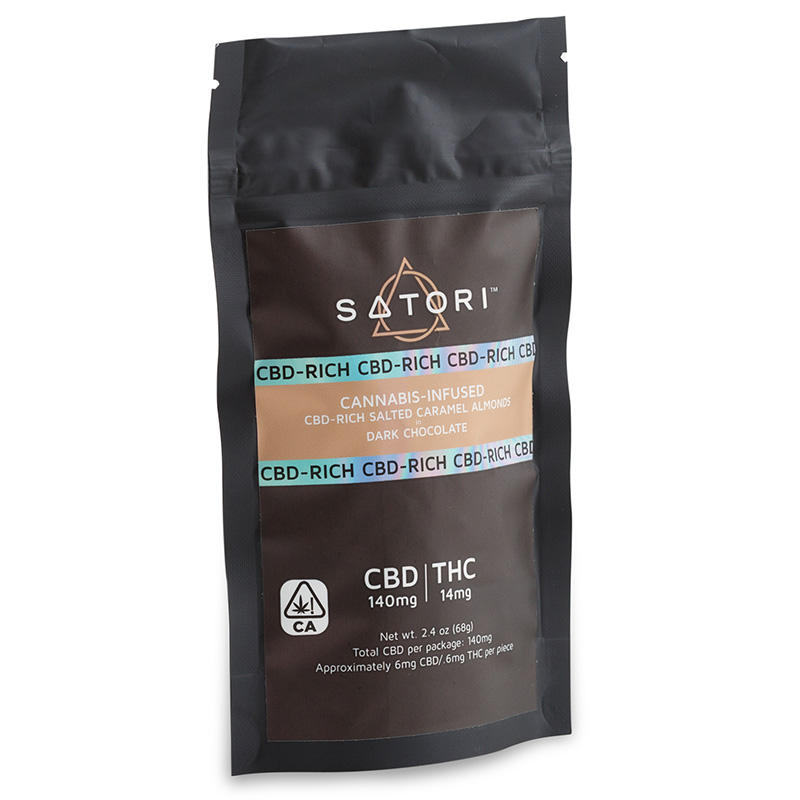 SATORI™
CBD-RICH CBD-RICH CBD-RICH CBD
CANNABIS-INFUSED
CBD-RICH SALTED CARAMEL ALMONDS
in
DARK CHOCOLATE
CBD-RICH CBD-RICH CBD-RICH CBD
CBD | THC
140mg | 14mg
CA
Net wt. 2.4 oz (68g)
Total CBD per package: 140mg
Approximately 6mg CBD/.6mg THC per piece